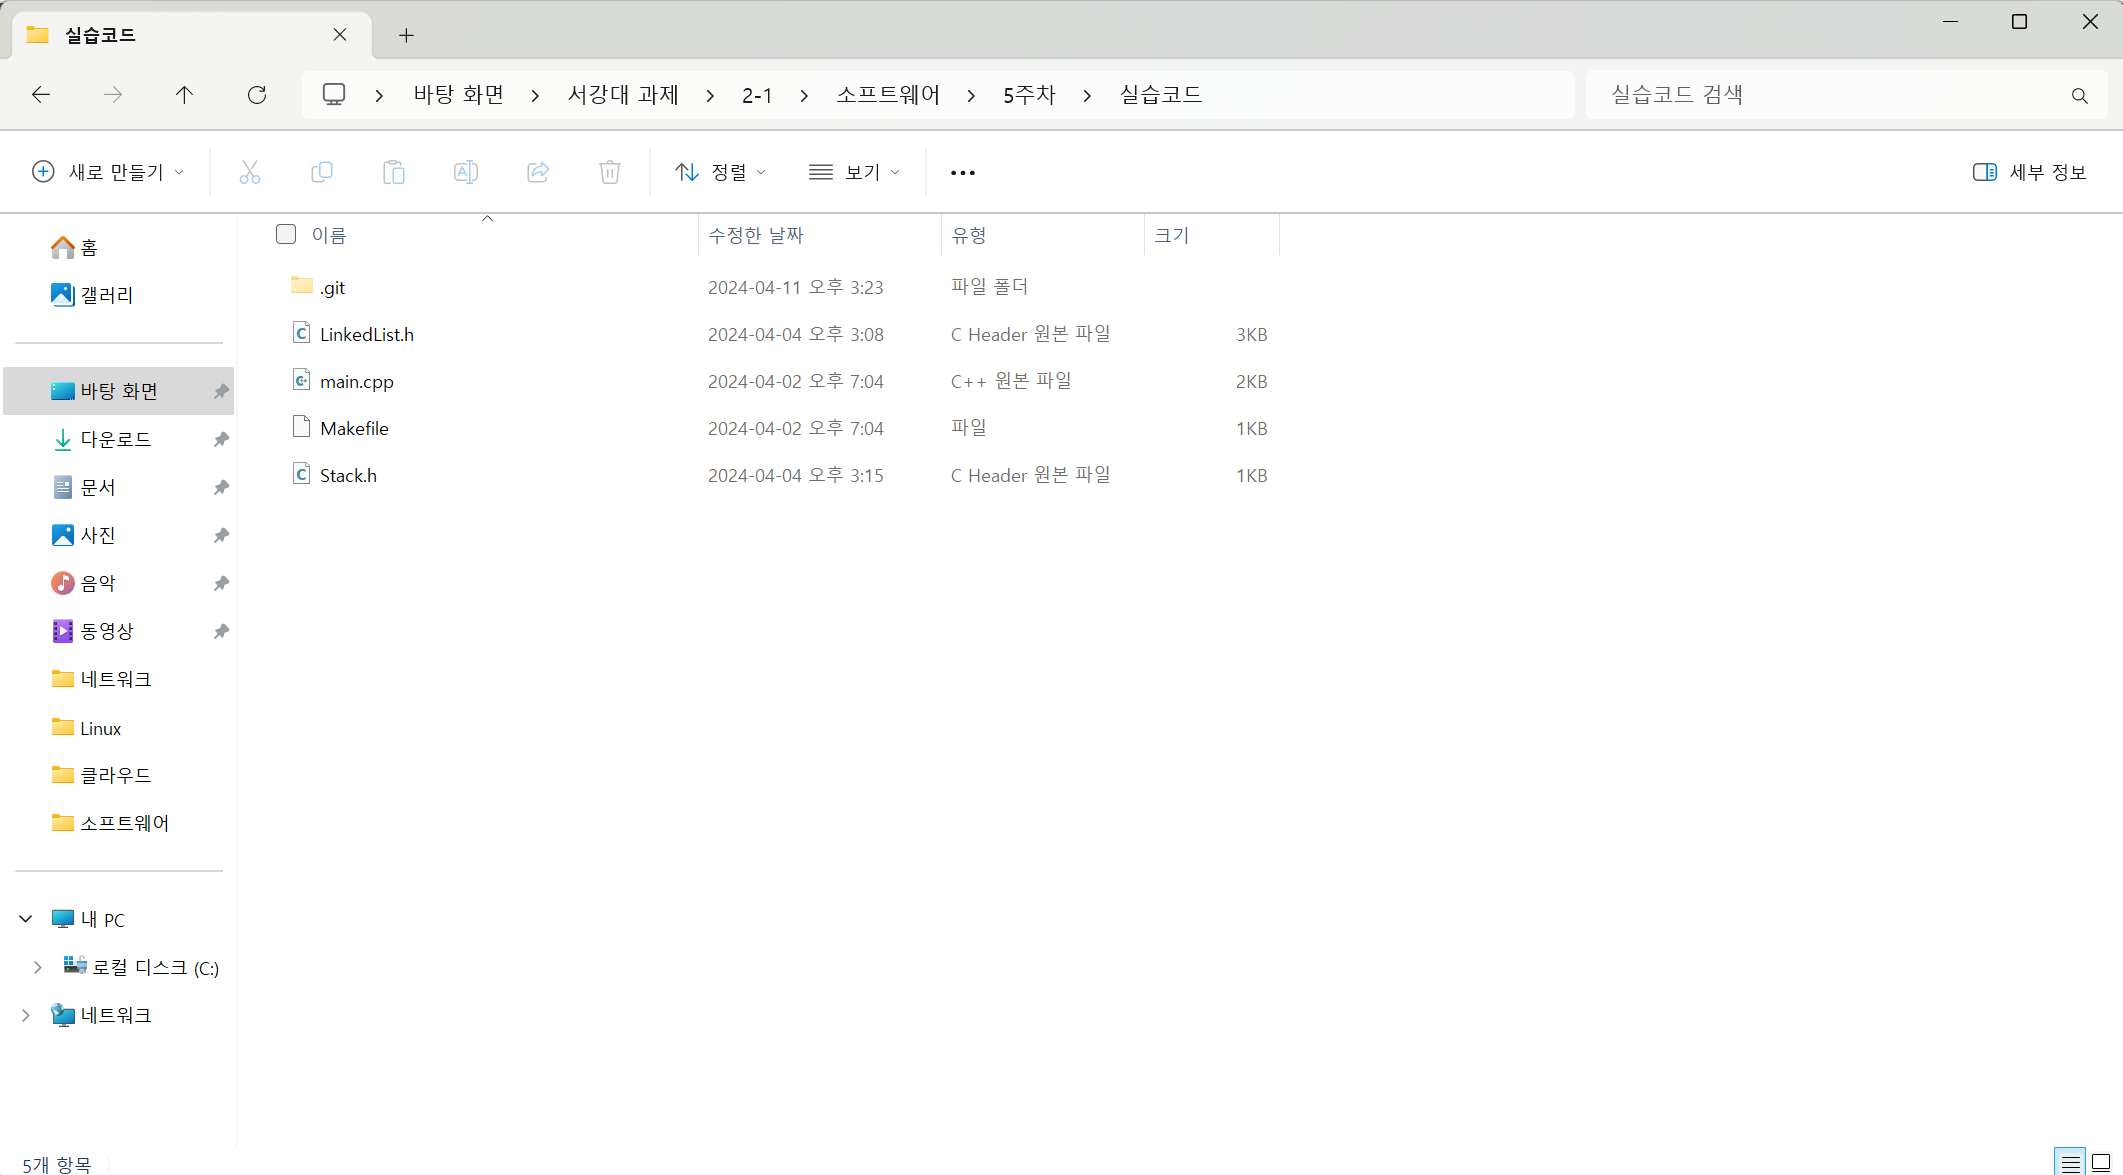 실습코드
바탕 화면 > 서강대 과제 > 2-1 > 소프트웨어 > 5주차 > 실습코드
실습코드 검색
새로 만들기
정렬
보기
세부 정보
홈
갤러리
바탕 화면
다운로드
문서
사진
음악
동영상
네트워크
Linux
클라우드
소프트웨어
내 PC
로컬 디스크 (C:)
네트워크
이름 수정한 날짜 유형 크기
.git 2024-04-11 오후 3:23 파일 폴더
LinkedList.h 2024-04-04 오후 3:08 C Header 원본 파일 3KB
main.cpp 2024-04-02 오후 7:04 C++ 원본 파일 2KB
Makefile 2024-04-02 오후 7:04 파일 1KB
Stack.h 2024-04-04 오후 3:15 C Header 원본 파일 1KB
5개 항목